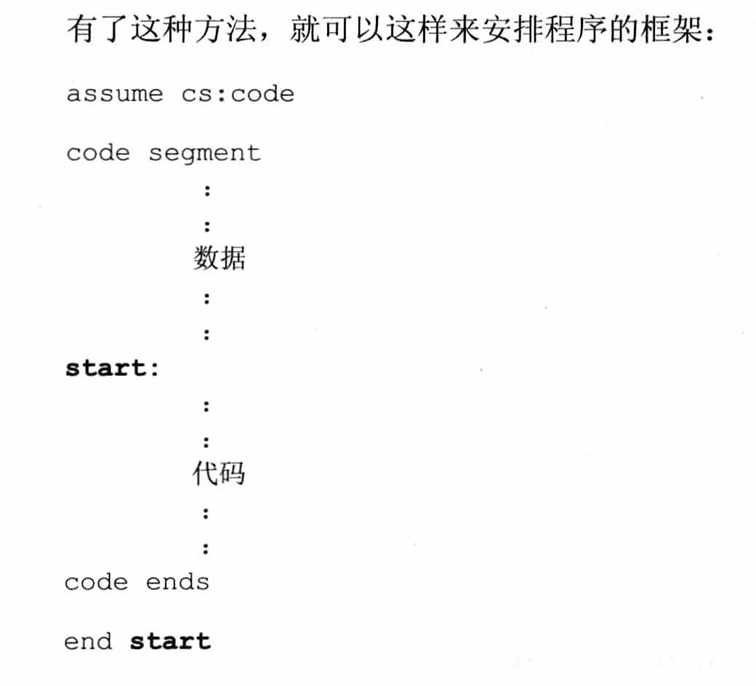 有了这种方法，就可以这样来安排程序的框架：
assume cs:code
code segment
:
:
数据
:
:
start:
:
:
代码
:
:
code ends
end start